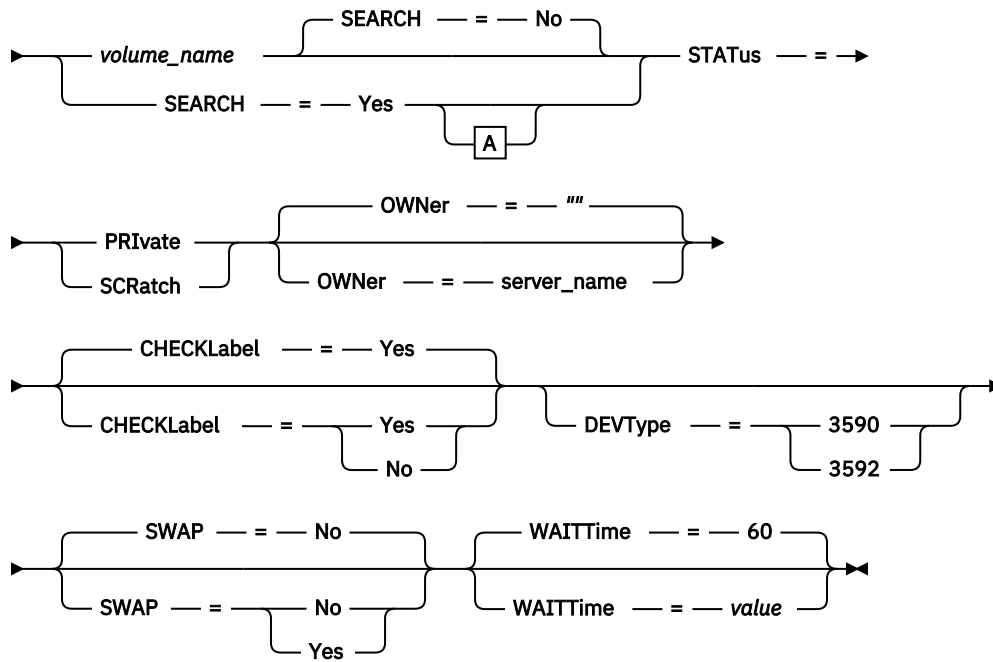 SEARCH = No
volume_name STATus =
SEARCH = Yes
A
OWNer = ""
PRIvate
SCRatch OWNer = server_name
CHECKLabel = Yes
CHECKLabel = Yes DEVType = 3590
No 3592
SWAP = No WAITTime = 60
SWAP = No WAITTime = value
Yes